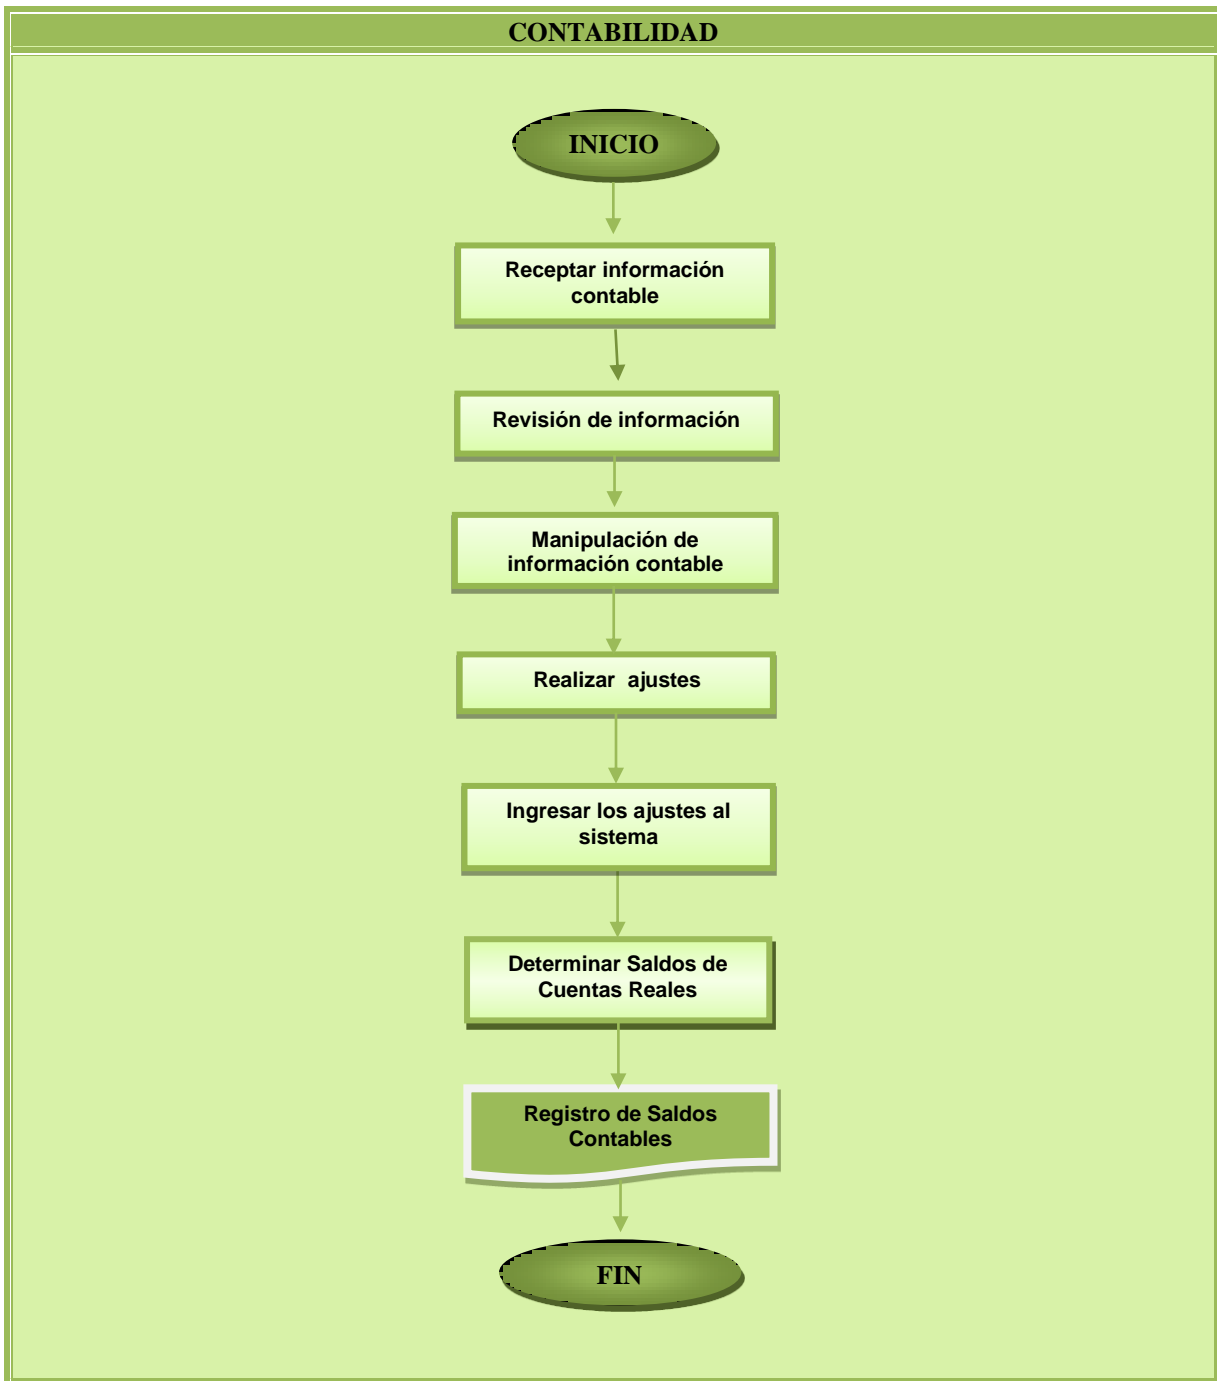 CONTABILIDAD
INICIO
Receptar información
contable
Revisión de información
Manipulación de
información contable
Realizar ajustes
Ingresar los ajustes al
sistema
Determinar Saldos de
Cuentas Reales
Registro de Saldos
Contables
FIN